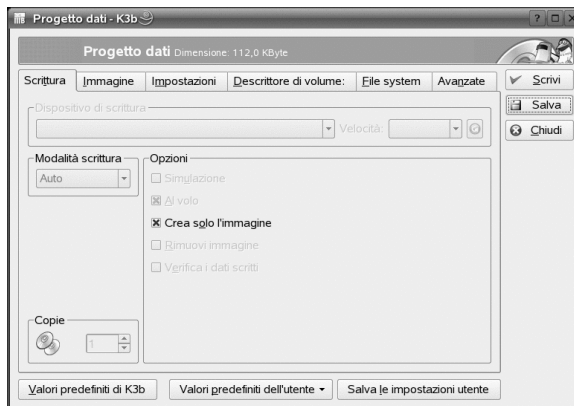 Progetto dati - K3b
Progetto dati Dimensione: 112,0 KByte
Scrittura Immagine Impostazioni Descrittore di volume: File system Avanzate
Scrivi
Salva
Chiudi
Dispositivo di scrittura
Velocità:
Modalità scrittura
Auto
Opzioni
Simulazione
Al volo
Crea solo l'immagine
Rimuovi immagine
Verifica i dati scritti
Copie
1
Valori predefiniti di K3b Valori predefiniti dell'utente Salva le impostazioni utente